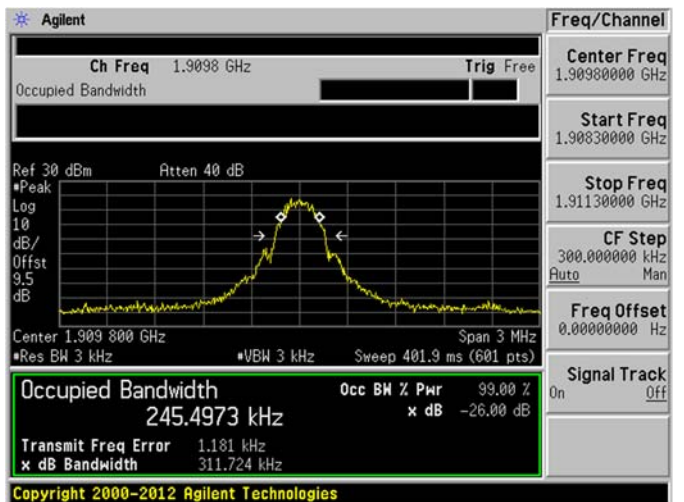 Agilent
Freq/Channel
Ch Freq 1.9098 GHz Trig Free
Occupied Bandwidth
Center Freq
1.90980000 GHz
Start Freq
1.90830000 GHz
Stop Freq
1.91130000 GHz
CF Step
300.000000 kHz
Auto Man
Freq Offset
0.00000000 Hz
Signal Track
On Off
Ref 30 dBm Atten 40 dB
▪Peak
Log
10
dB/
Offst
9.5
dB
Center 1.909 800 GHz Span 3 MHz
▪Res BW 3 kHz ▪VBW 3 kHz Sweep 401.9 ms (601 pts)
Occupied Bandwidth Occ BW % Pwr 99.00 %
245.4973 kHz x dB -26.00 dB
Transmit Freq Error 1.181 kHz
x dB Bandwidth 311.724 kHz
Copyright 2000-2012 Agilent Technologies